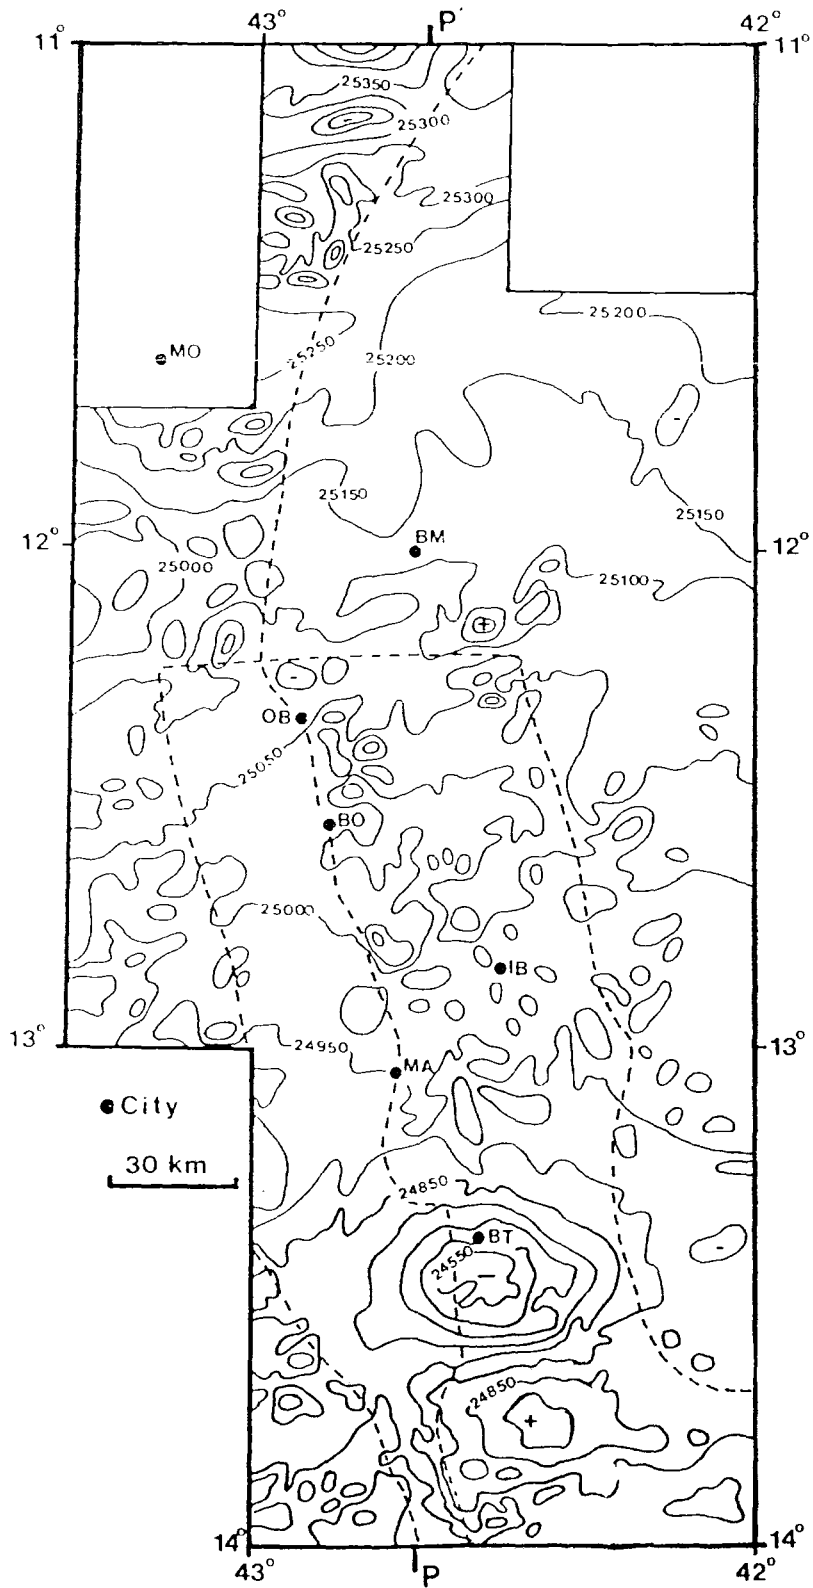 43° P' 42°
11° 11°
25350
25300
25300
25250
25200
MO
25250
25200
25150
25150
12° BM 12°
25000
25100
+
-
OB
25050
BO
25000
IB
13° 24950 13°
MA
City
30 km
24850
BT
24550
-
24850
+
14° 14°
43° P 42°